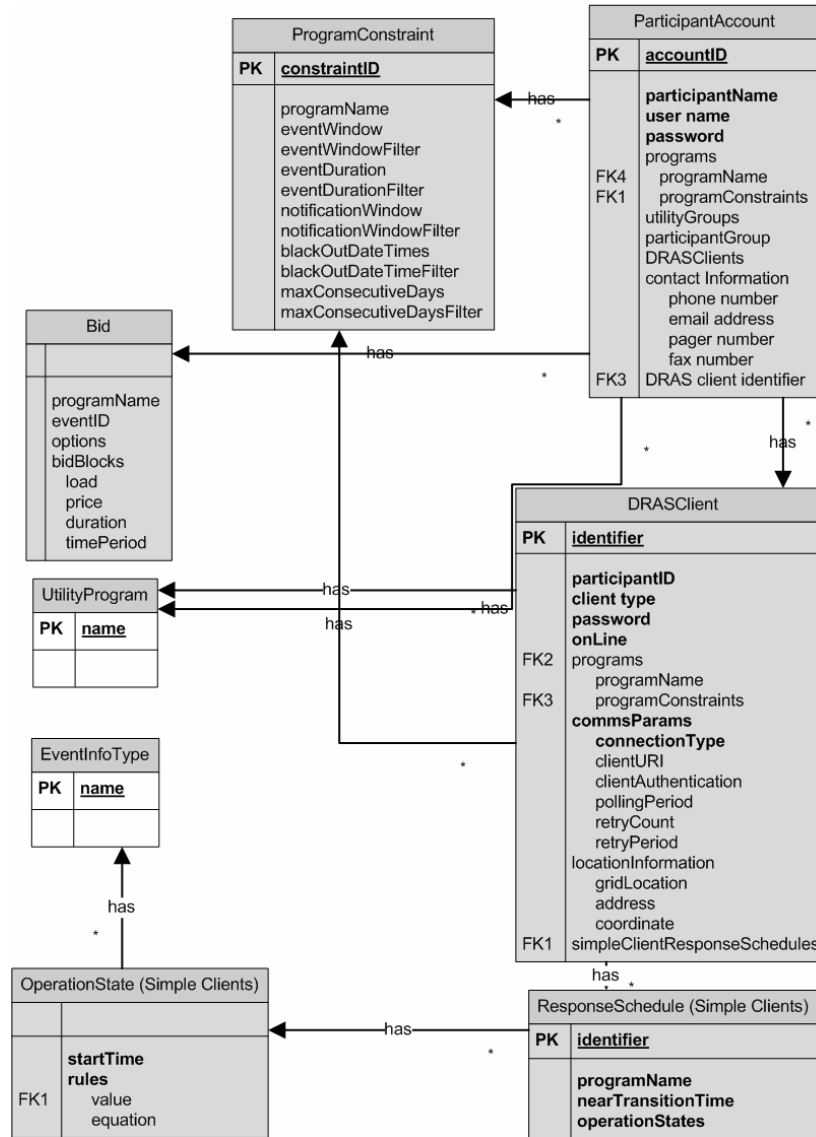 ParticipantAccount
PK accountID
participantName
user name
password
programs
FK4 programName
FK1 programConstraints
utilityGroups
participantGroup
DRASClients
contact Information
phone number
email address
pager number
fax number
FK3 DRAS client identifier
ProgramConstraint
PK constraintID
programName
eventWindow
eventWindowFilter
eventDuration
eventDurationFilter
notificationWindow
notificationWindowFilter
blackOutDateTimes
blackOutDateTimeFilter
maxConsecutiveDays
maxConsecutiveDaysFilter
has
*
Bid
programName
eventID
options
bidBlocks
load
price
duration
timePeriod
has
*
*
has
*
DRASClient
PK identifier
participantID
client type
password
onLine
FK2 programs
programName
FK3 programConstraints
commsParams
connectionType
clientURI
clientAuthentication
pollingPeriod
retryCount
retryPeriod
locationInformation
gridLocation
address
coordinate
FK1 simpleClientResponseSchedules
UtilityProgram
PK name
has
* has
has
*
EventInfoType
PK name
has
*
OperationState (Simple Clients)
startTime
rules
FK1 value
equation
has
*
has
*
ResponseSchedule (Simple Clients)
PK identifier
programName
nearTransitionTime
operationStates